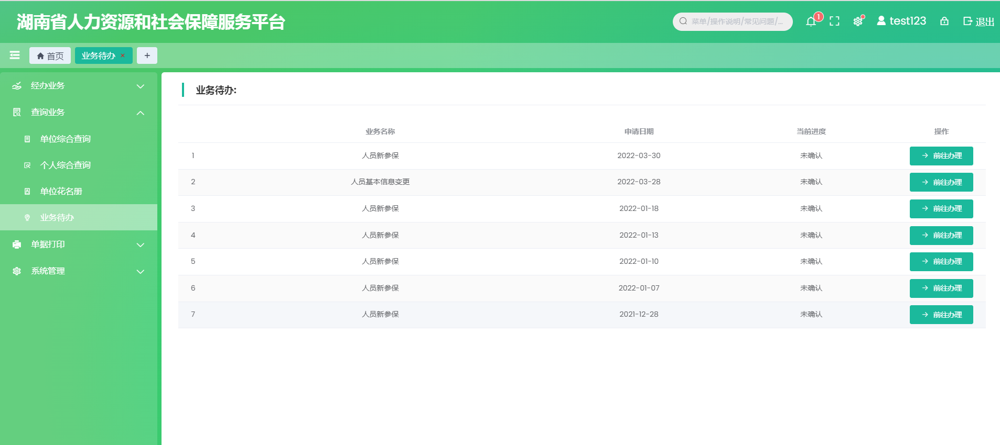 湖南省人力资源和社会保障服务平台
菜单/操作说明/常见问题/...
1
test123
退出
首页
业务待办 ×
+
经办业务
查询业务
单位综合查询
个人综合查询
单位花名册
业务待办
单据打印
系统管理
业务待办:
业务名称 申请日期 当前进度 操作
1 人员新参保 2022-03-30 未确认 前往办理
2 人员基本信息变更 2022-03-28 未确认 前往办理
3 人员新参保 2022-01-18 未确认 前往办理
4 人员新参保 2022-01-13 未确认 前往办理
5 人员新参保 2022-01-10 未确认 前往办理
6 人员新参保 2022-01-07 未确认 前往办理
7 人员新参保 2021-12-28 未确认 前往办理